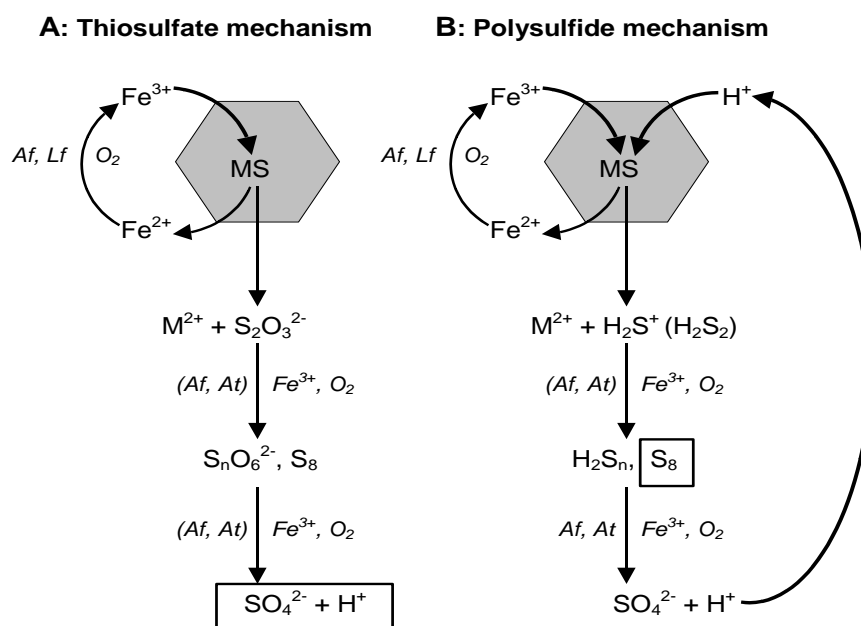 A: Thiosulfate mechanism
Fe³⁺
Af, Lf
O₂
MS
Fe²⁺
M²⁺ + S₂O₃²⁻
(Af, At) Fe³⁺, O₂
SₙO₆²⁻, S₈
(Af, At) Fe³⁺, O₂
SO₄²⁻ + H⁺
B: Polysulfide mechanism
Fe³⁺
H⁺
Af, Lf
O₂
MS
Fe²⁺
M²⁺ + H₂S⁺ (H₂S₂)
(Af, At) Fe³⁺, O₂
H₂Sₙ, S₈
Af, At Fe³⁺, O₂
SO₄²⁻ + H⁺